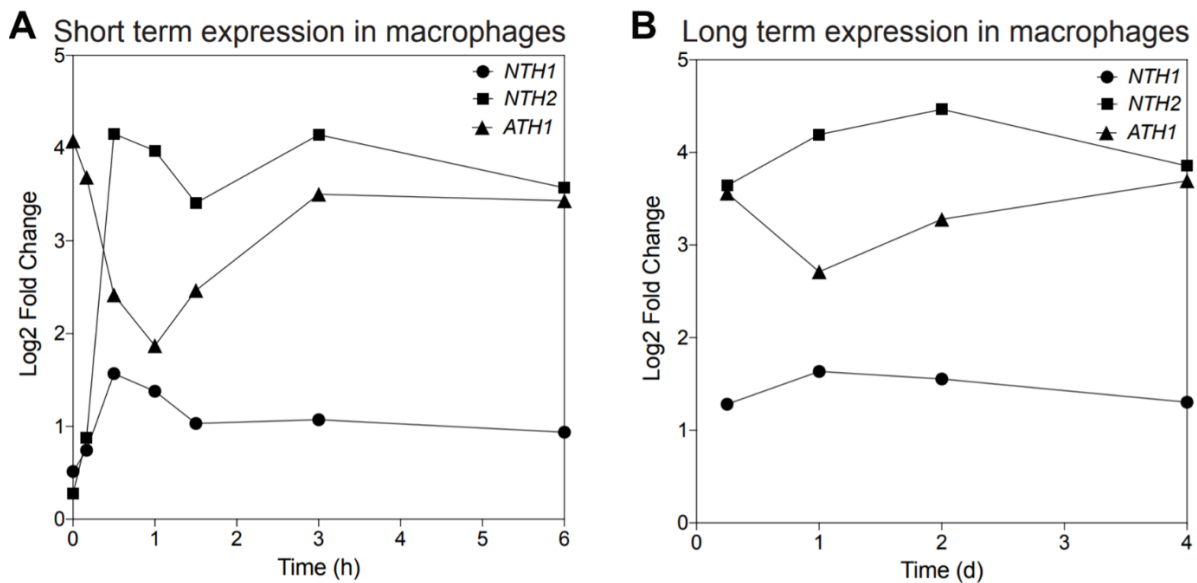 A Short term expression in macrophages
5
4
3
2
1
0
Log2 Fold Change
NTH1
NTH2
ATH1
0 1 2 3 4 5 6
Time (h)
B Long term expression in macrophages
5
4
3
2
1
0
Log2 Fold Change
NTH1
NTH2
ATH1
0 1 2 3 4
Time (d)